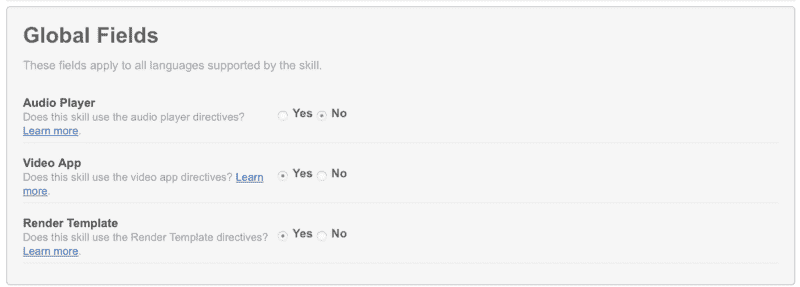 Global Fields
These fields apply to all languages supported by the skill.
Audio Player
Does this skill use the audio player directives?
Learn more.
Yes No
Video App
Does this skill use the video app directives? Learn
more.
Yes No
Render Template
Does this skill use the Render Template directives?
Learn more.
Yes No